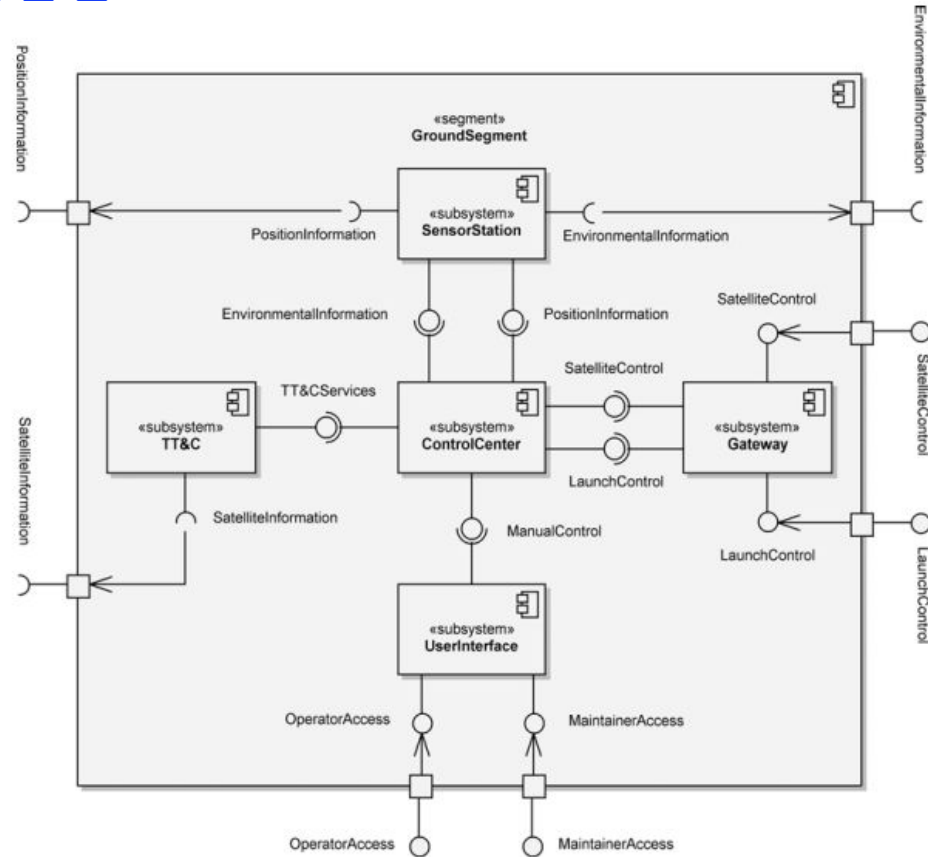 PositionInformation
EnvironmentalInformation
«segment»
GroundSegment
«subsystem»
SensorStation
PositionInformation
EnvironmentalInformation
EnvironmentalInformation
PositionInformation
SatelliteControl
SatelliteControl
SatelliteControl
TT&CServices
«subsystem»
TT&C
«subsystem»
ControlCenter
«subsystem»
Gateway
LaunchControl
SatelliteInformation
SatelliteInformation
ManualControl
LaunchControl
LaunchControl
«subsystem»
UserInterface
OperatorAccess
MaintainerAccess
OperatorAccess
MaintainerAccess